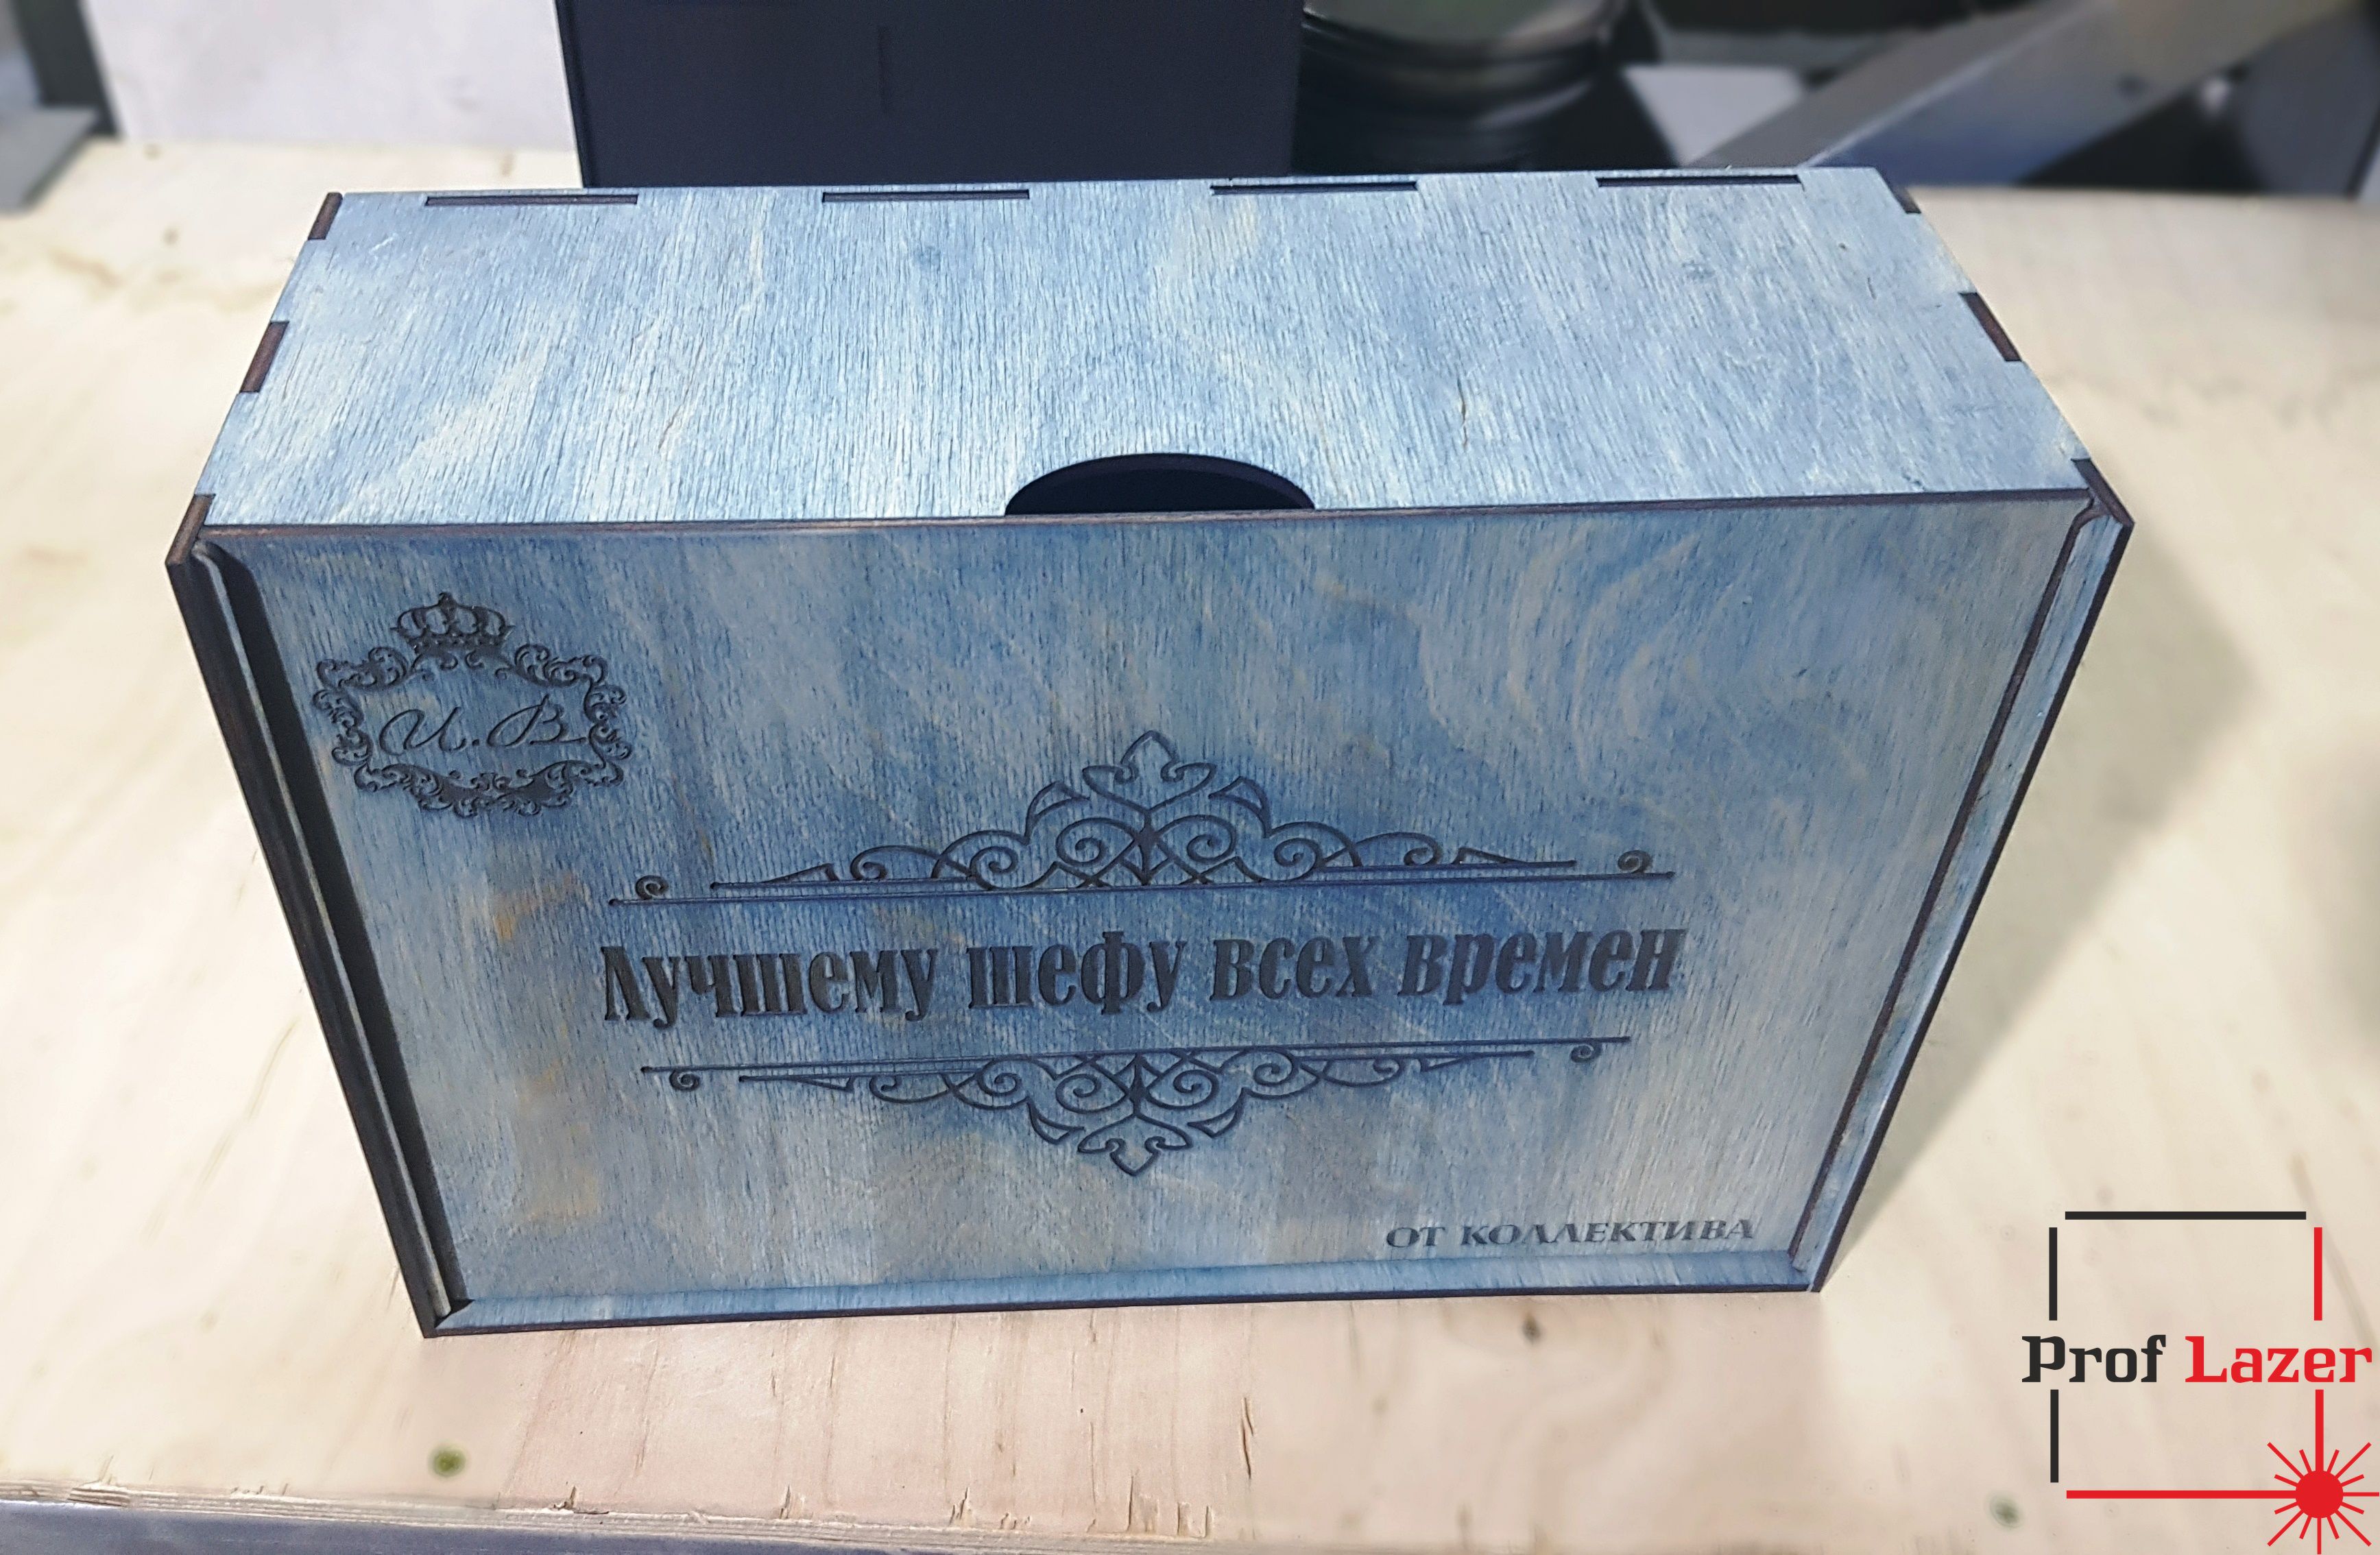 И.В.
Лучшему шефу всех времен
ОТ КОЛЛЕКТИВА
Prof Lazer